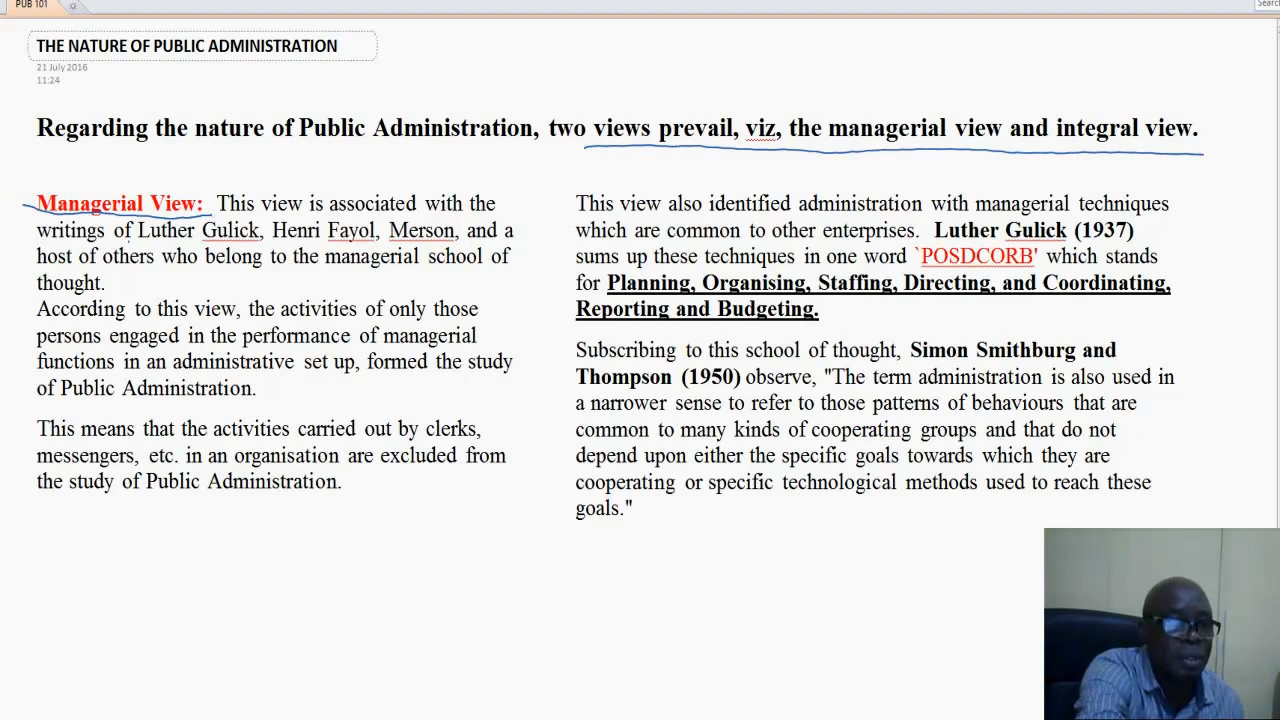 PUB 101
Search
THE NATURE OF PUBLIC ADMINISTRATION
21 July 2016
11:24
Regarding the nature of Public Administration, two views prevail, viz, the managerial view and integral view.
Managerial View: This view is associated with the
writings of Luther Gulick, Henri Fayol, Merson, and a
host of others who belong to the managerial school of
thought.
According to this view, the activities of only those
persons engaged in the performance of managerial
functions in an administrative set up, formed the study
of Public Administration.
This means that the activities carried out by clerks,
messengers, etc. in an organisation are excluded from
the study of Public Administration.
This view also identified administration with managerial techniques
which are common to other enterprises. Luther Gulick (1937)
sums up these techniques in one word `POSDCORB' which stands
for Planning, Organising, Staffing, Directing, and Coordinating,
Reporting and Budgeting.
Subscribing to this school of thought, Simon Smithburg and
Thompson (1950) observe, "The term administration is also used in
a narrower sense to refer to those patterns of behaviours that are
common to many kinds of cooperating groups and that do not
depend upon either the specific goals towards which they are
cooperating or specific technological methods used to reach these
goals."